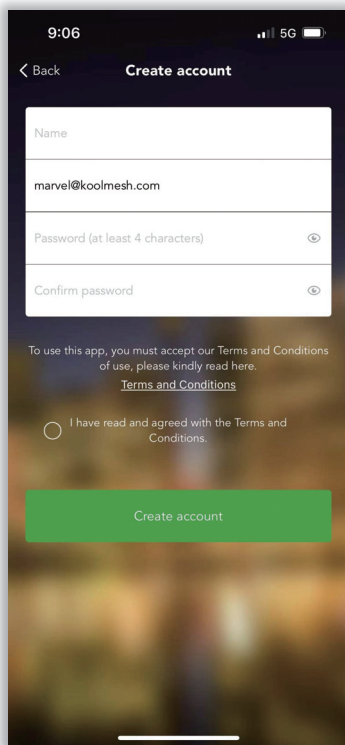 9:06
5G
Back
Create account
Name
marvel@koolmesh.com
Password (at least 4 characters)
Confirm password
To use this app, you must accept our Terms and Conditions
of use, please kindly read here.
Terms and Conditions
I have read and agreed with the Terms and
Conditions.
Create account